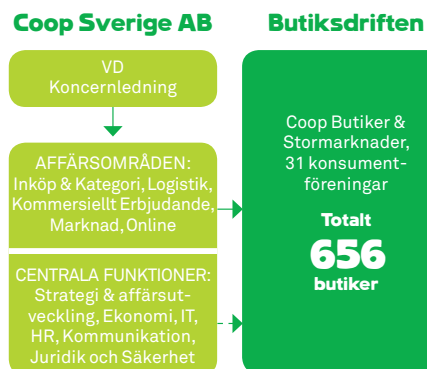 Coop Sverige AB
VD
Koncernledning
AFFÄRSOMRÅDEN:
Inköp & Kategori, Logistik,
Kommersiellt Erbjudande,
Marknad, Online
CENTRALA FUNKTIONER:
Strategi & affärsut-
veckling, Ekonomi, IT,
HR, Kommunikation,
Juridik och Säkerhet
Butiksdriften
Coop Butiker &
Stormarknader,
31 konsument-
föreningar
Totalt
656
butiker